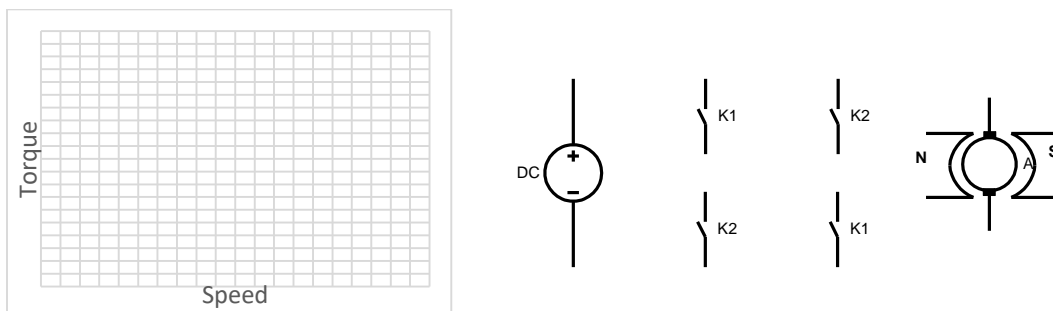 Torque
Speed
DC
+
−
K1
K2
K2
K1
N
A
S